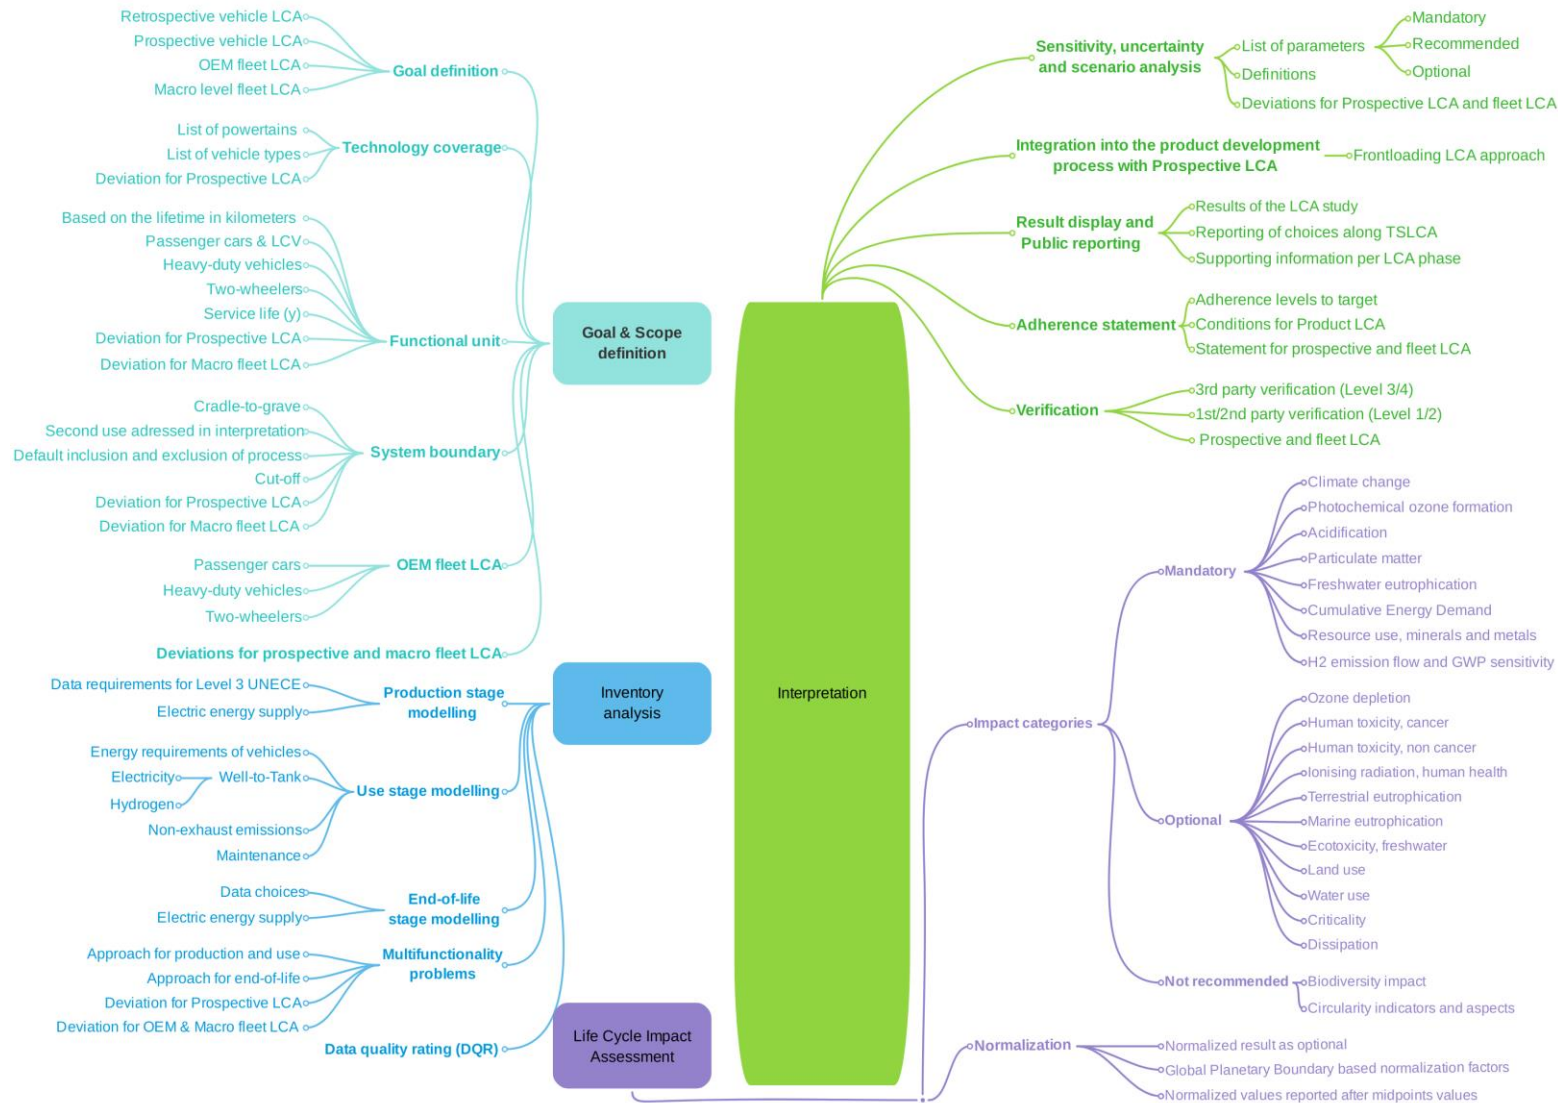 Retrospective vehicle LCA
Prospective vehicle LCA
OEM fleet LCA
Macro level fleet LCA
Goal definition
List of powertains
List of vehicle types
Deviation for Prospective LCA
Technology coverage
Based on the lifetime in kilometers
Passenger cars & LCV
Heavy-duty vehicles
Two-wheelers
Service life (y)
Deviation for Prospective LCA
Deviation for Macro fleet LCA
Functional unit
Goal & Scope
definition
Cradle-to-grave
Second use adressed in interpretation
Default inclusion and exclusion of process
Cut-off
Deviation for Prospective LCA
Deviation for Macro fleet LCA
System boundary
Passenger cars
Heavy-duty vehicles
Two-wheelers
OEM fleet LCA
Deviations for prospective and macro fleet LCA
Data requirements for Level 3 UNECE
Electric energy supply
Production stage
modelling
Inventory
analysis
Energy requirements of vehicles
Electricity
Hydrogen
Well-to-Tank
Non-exhaust emissions
Maintenance
Use stage modelling
Data choices
Electric energy supply
End-of-life
stage modelling
Approach for production and use
Approach for end-of-life
Deviation for Prospective LCA
Deviation for OEM & Macro fleet LCA
Multifunctionality
problems
Data quality rating (DQR)
Life Cycle Impact
Assessment
Interpretation
Sensitivity, uncertainty
and scenario analysis
List of parameters
Mandatory
Recommended
Optional
Definitions
Deviations for Prospective LCA and fleet LCA
Integration into the product development
process with Prospective LCA
Frontloading LCA approach
Result display and
Public reporting
Results of the LCA study
Reporting of choices along TSLCA
Supporting information per LCA phase
Adherence statement
Adherence levels to target
Conditions for Product LCA
Statement for prospective and fleet LCA
Verification
3rd party verification (Level 3/4)
1st/2nd party verification (Level 1/2)
Prospective and fleet LCA
Impact categories
Mandatory
Climate change
Photochemical ozone formation
Acidification
Particulate matter
Freshwater eutrophication
Cumulative Energy Demand
Resource use, minerals and metals
H2 emission flow and GWP sensitivity
Optional
Ozone depletion
Human toxicity, cancer
Human toxicity, non cancer
Ionising radiation, human health
Terrestrial eutrophication
Marine eutrophication
Ecotoxicity, freshwater
Land use
Water use
Criticality
Dissipation
Not recommended
Biodiversity impact
Circularity indicators and aspects
Normalization
Normalized result as optional
Global Planetary Boundary based normalization factors
Normalized values reported after midpoints values